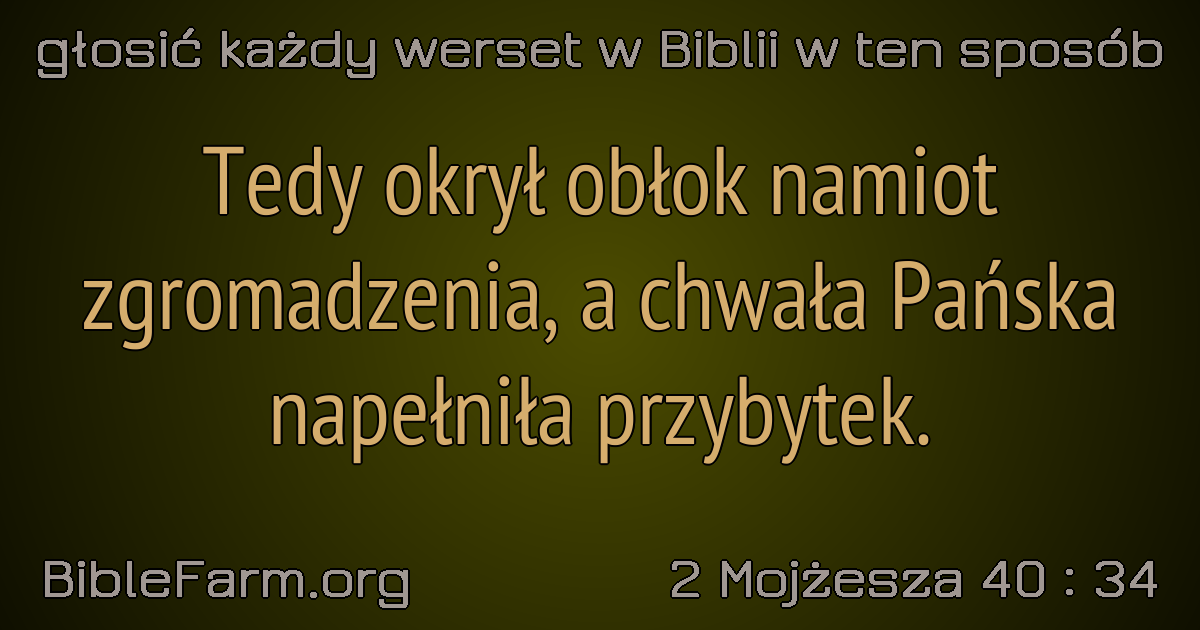 głosić każdy werset w Biblii w ten sposób
Tedy okrył obłok namiot
zgromadzenia, a chwała Pańska
napełniła przybytek.
BibleFarm.org
2 Mojżesza 40 : 34